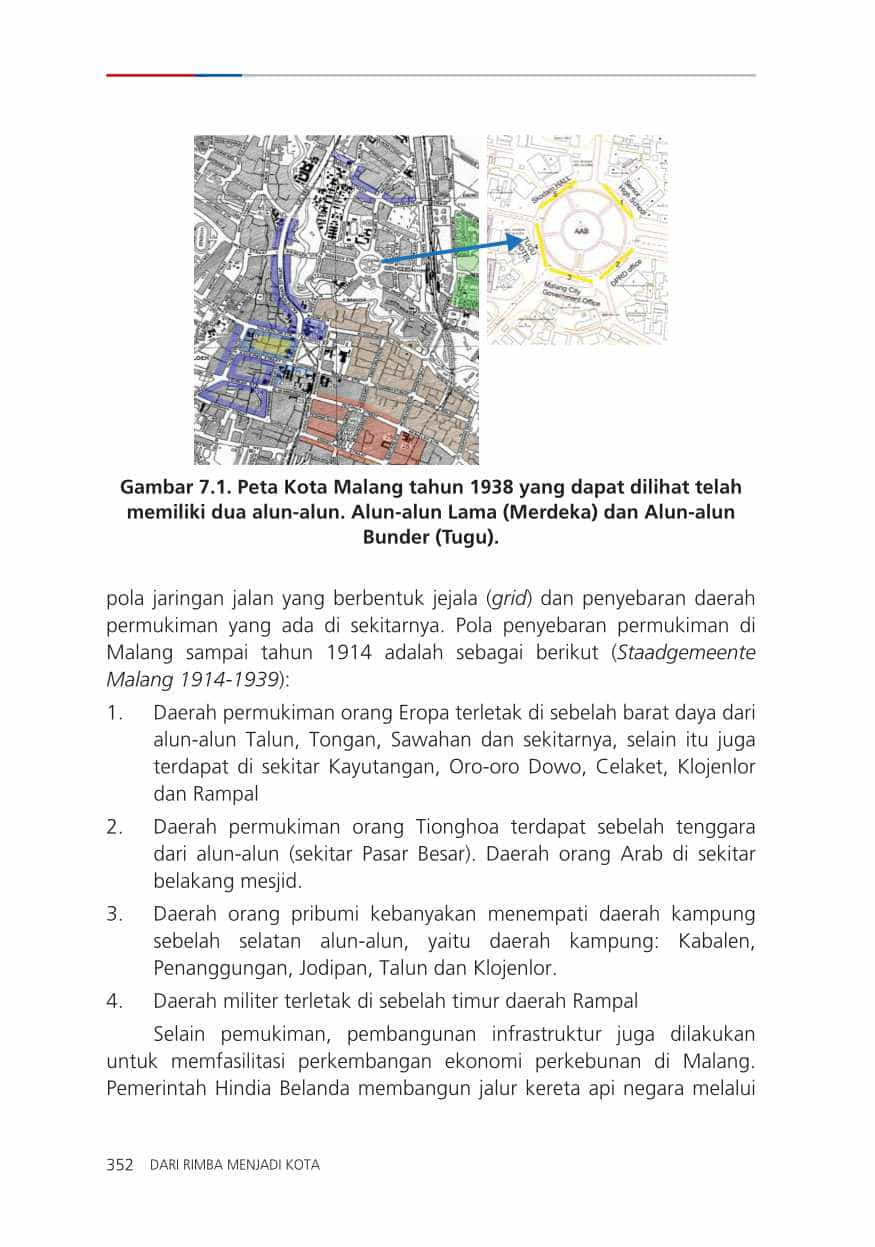 Skodam HALL
Senior
High School
AAB
TUGU
HOTEL
DPRD office
Malang City
Government Office
Gambar 7.1. Peta Kota Malang tahun 1938 yang dapat dilihat telah
memiliki dua alun-alun. Alun-alun Lama (Merdeka) dan Alun-alun
Bunder (Tugu).
pola jaringan jalan yang berbentuk jejala (grid) dan penyebaran daerah
permukiman yang ada di sekitarnya. Pola penyebaran permukiman di
Malang sampai tahun 1914 adalah sebagai berikut (Staadgemeente
Malang 1914-1939):
1. Daerah permukiman orang Eropa terletak di sebelah barat daya dari
alun-alun Talun, Tongan, Sawahan dan sekitarnya, selain itu juga
terdapat di sekitar Kayutangan, Oro-oro Dowo, Celaket, Klojenlor
dan Rampal
2. Daerah permukiman orang Tionghoa terdapat sebelah tenggara
dari alun-alun (sekitar Pasar Besar). Daerah orang Arab di sekitar
belakang mesjid.
3. Daerah orang pribumi kebanyakan menempati daerah kampung
sebelah selatan alun-alun, yaitu daerah kampung: Kabalen,
Penanggungan, Jodipan, Talun dan Klojenlor.
4. Daerah militer terletak di sebelah timur daerah Rampal
Selain pemukiman, pembangunan infrastruktur juga dilakukan
untuk memfasilitasi perkembangan ekonomi perkebunan di Malang.
Pemerintah Hindia Belanda membangun jalur kereta api negara melalui
352 DARI RIMBA MENJADI KOTA